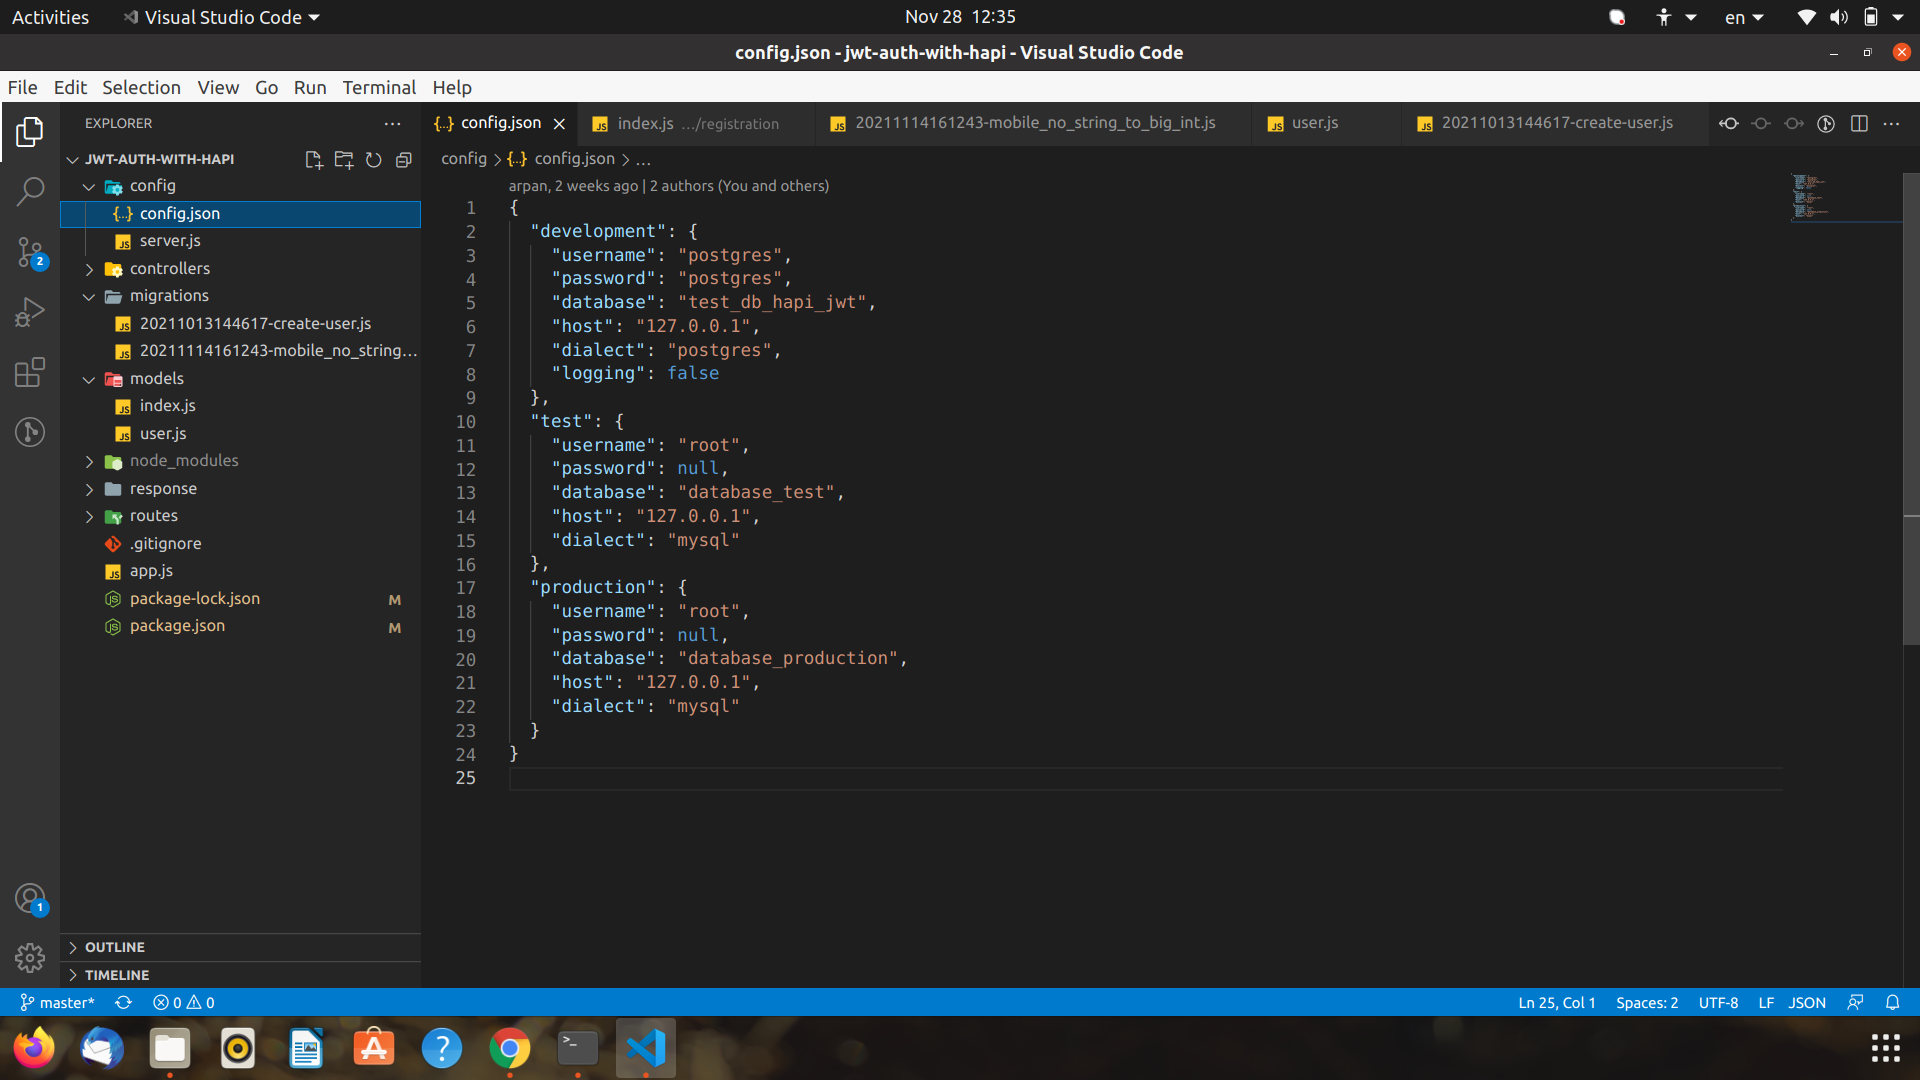 Activities
Visual Studio Code
Nov 28 12:35
en
config.json - jwt-auth-with-hapi - Visual Studio Code
File Edit Selection View Go Run Terminal Help
EXPLORER
JWT-AUTH-WITH-HAPI
config
config.json
server.js
controllers
migrations
20211013144617-create-user.js
20211114161243-mobile_no_string...
models
index.js
user.js
node_modules
response
routes
.gitignore
app.js
package-lock.json M
package.json M
OUTLINE
TIMELINE
2
1
config.json
index.js .../registration
20211114161243-mobile_no_string_to_big_int.js
user.js
20211013144617-create-user.js
config > {..} config.json > ...
arpan, 2 weeks ago | 2 authors (You and others)
1 {
2 "development": {
3 "username": "postgres",
4 "password": "postgres",
5 "database": "test_db_hapi_jwt",
6 "host": "127.0.0.1",
7 "dialect": "postgres",
8 "logging": false
9 },
10 "test": {
11 "username": "root",
12 "password": null,
13 "database": "database_test",
14 "host": "127.0.0.1",
15 "dialect": "mysql"
16 },
17 "production": {
18 "username": "root",
19 "password": null,
20 "database": "database_production",
21 "host": "127.0.0.1",
22 "dialect": "mysql"
23 }
24 }
25
master* 0 0
Ln 25, Col 1 Spaces: 2 UTF-8 LF JSON